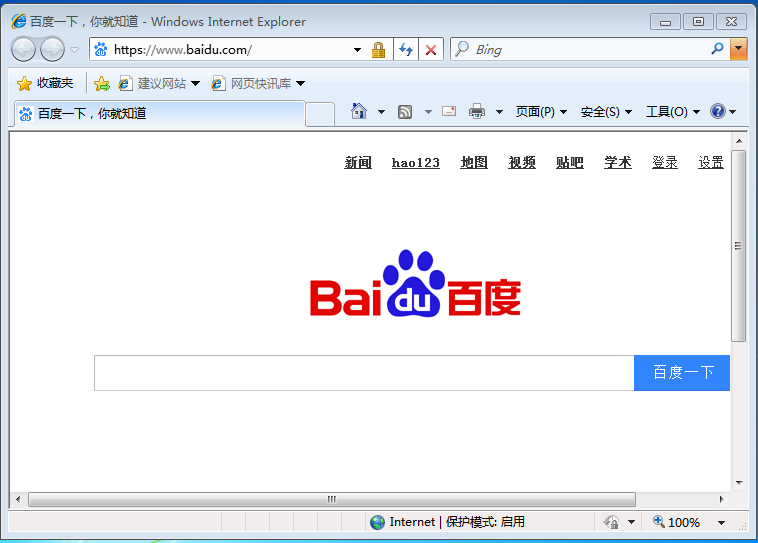 百度一下，你就知道 - Windows Internet Explorer
https://www.baidu.com/
Bing
收藏夹 建议网站 网页快讯库
百度一下，你就知道 页面(P) 安全(S) 工具(O)
新闻 hao123 地图 视频 贴吧 学术 登录 设置
Bai du 百度
百度一下
Internet | 保护模式: 启用 100%